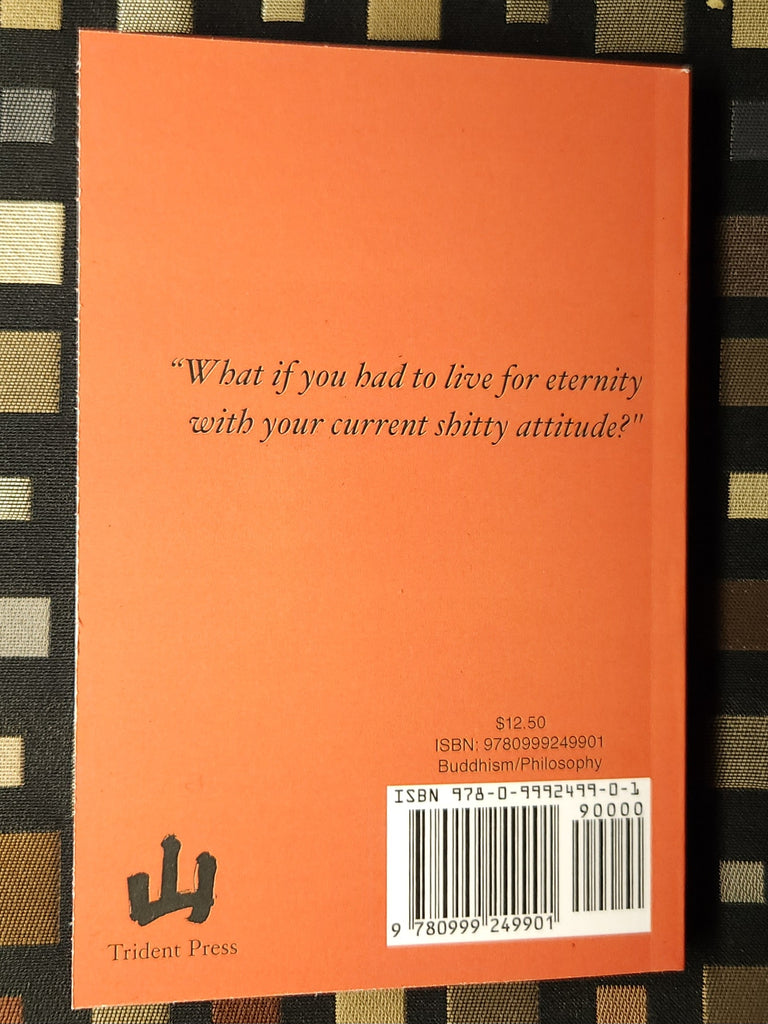 “What if you had to live for eternity
with your current shitty attitude?"
$12.50
ISBN: 9780999249901
Buddhism/Philosophy
ISBN 978-0-9992499-0-1
90000
9 780999 249901
山
Trident Press